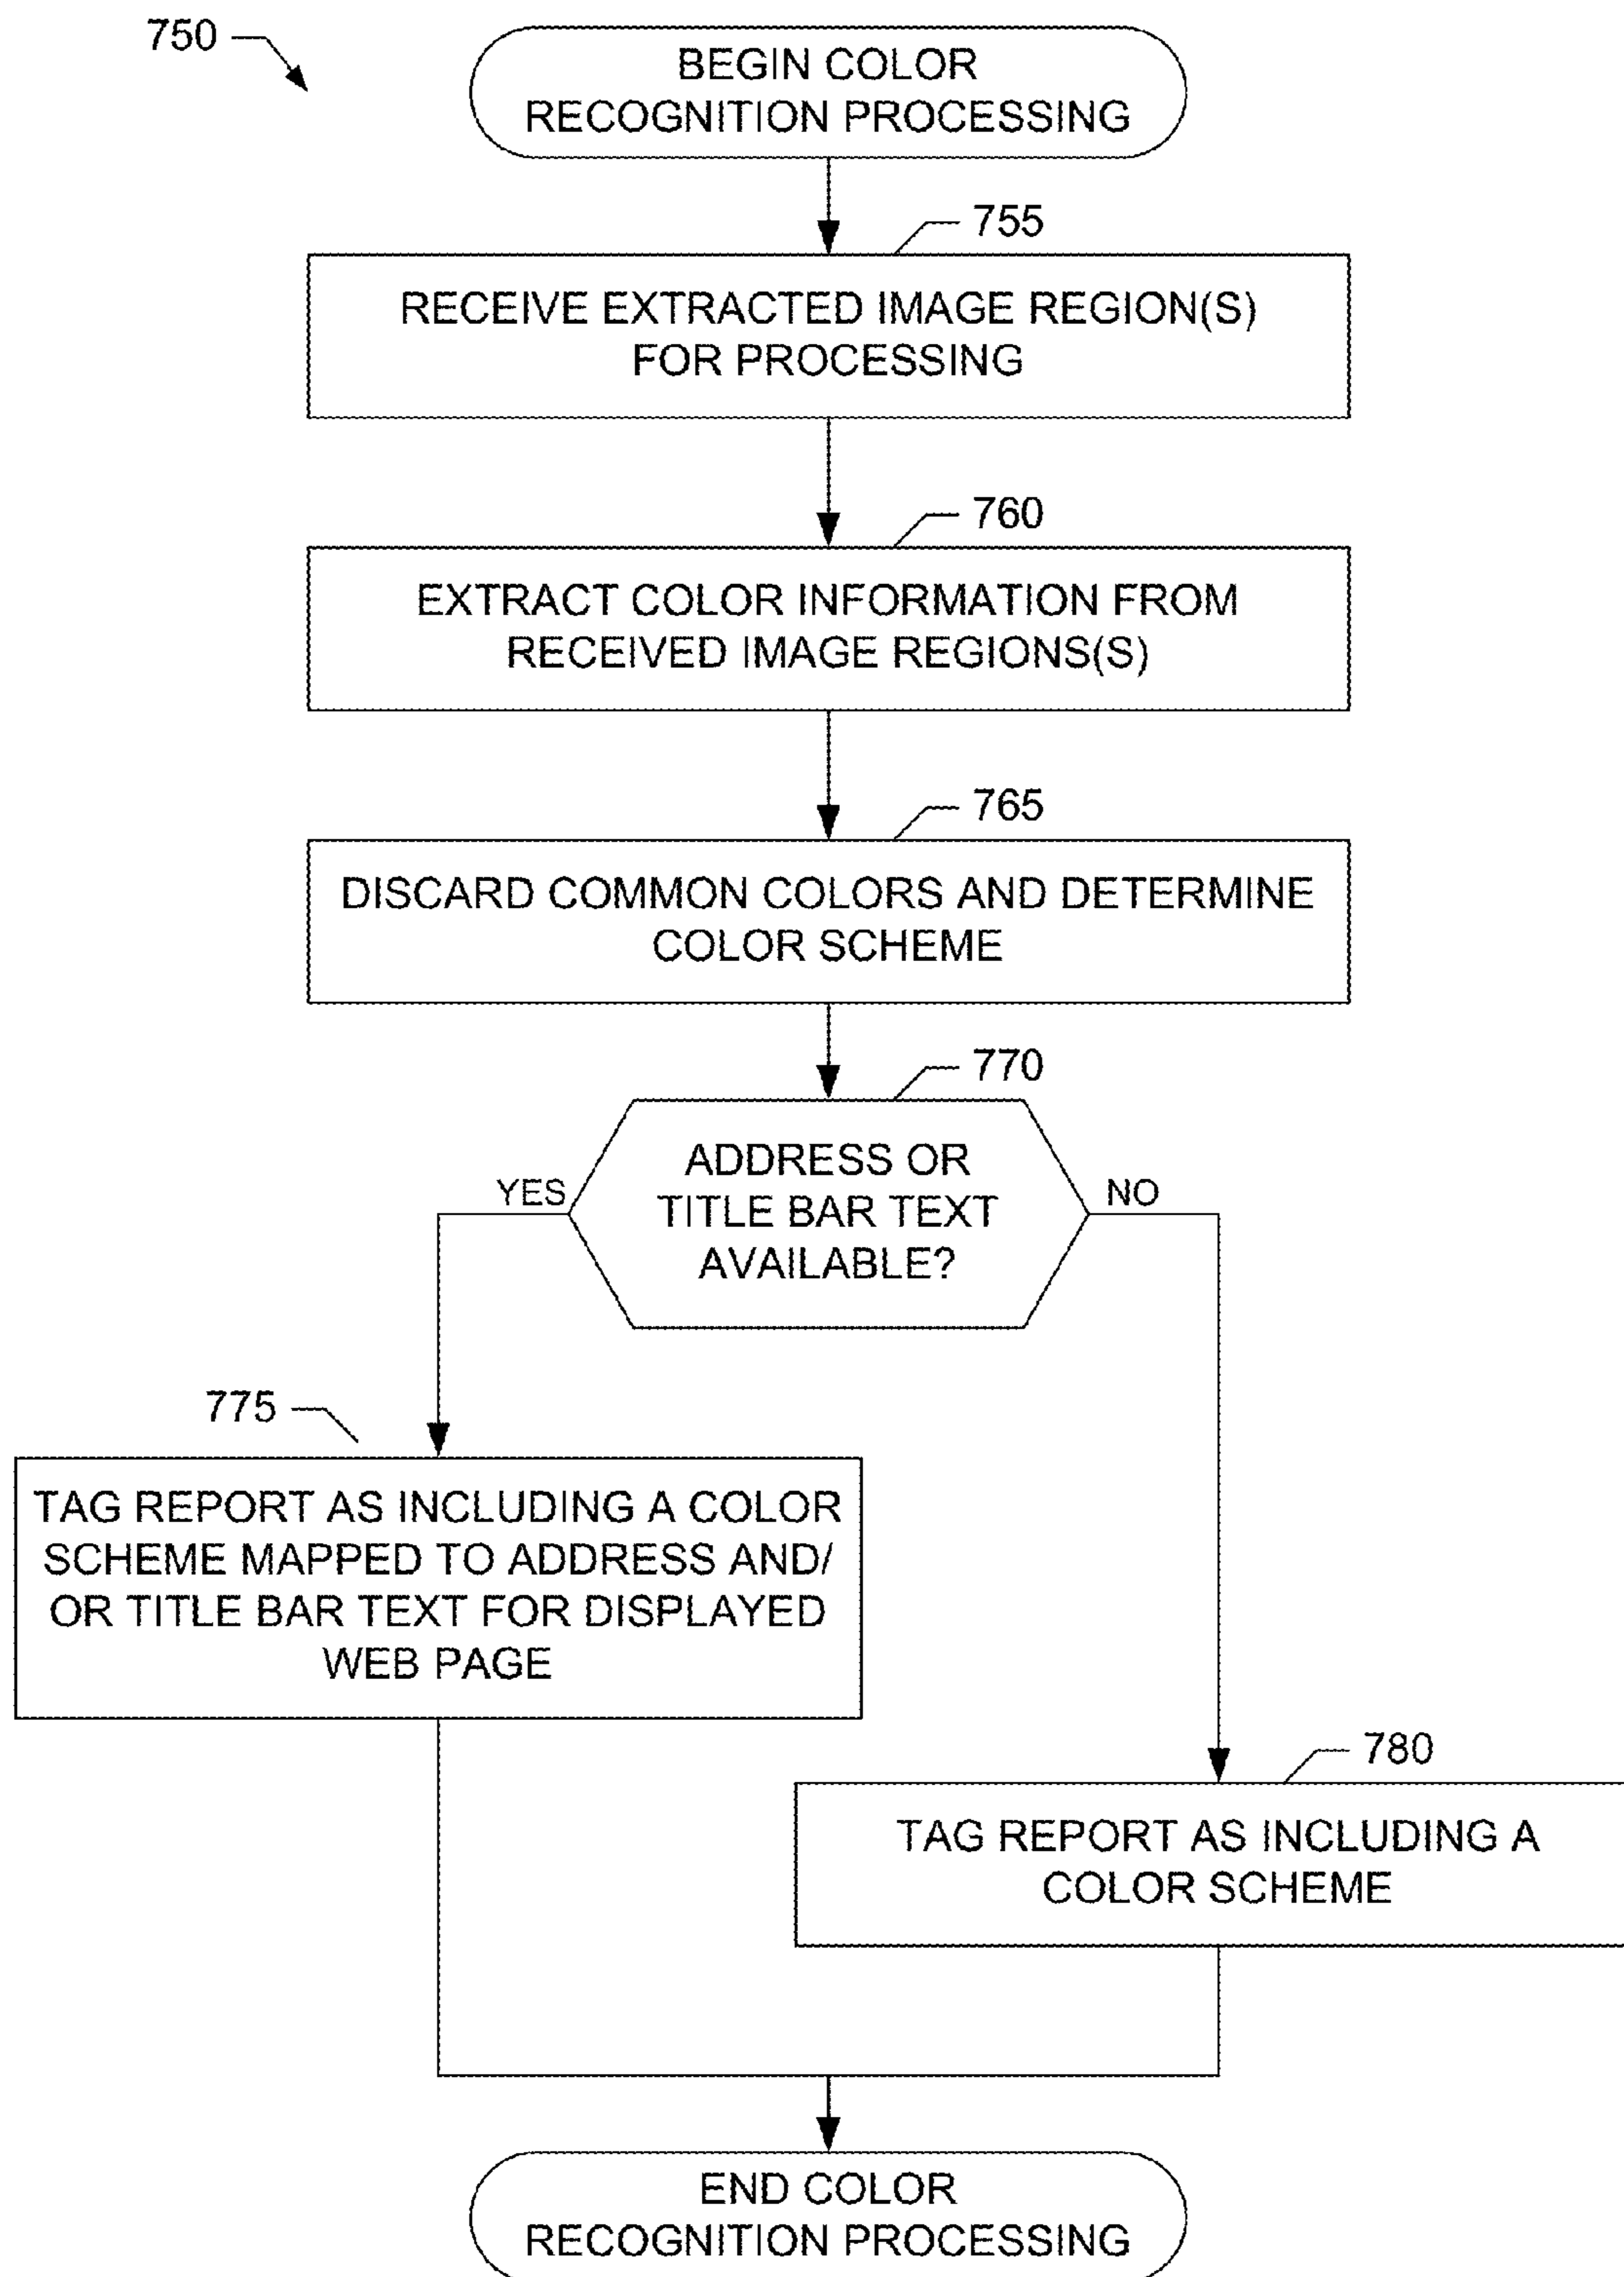 750
BEGIN COLOR
RECOGNITION PROCESSING
755
RECEIVE EXTRACTED IMAGE REGION(S)
FOR PROCESSING
760
EXTRACT COLOR INFORMATION FROM
RECEIVED IMAGE REGIONS(S)
765
DISCARD COMMON COLORS AND DETERMINE
COLOR SCHEME
770
ADDRESS OR
TITLE BAR TEXT
AVAILABLE?
YES
NO
775
TAG REPORT AS INCLUDING A COLOR
SCHEME MAPPED TO ADDRESS AND/
OR TITLE BAR TEXT FOR DISPLAYED
WEB PAGE
780
TAG REPORT AS INCLUDING A
COLOR SCHEME
END COLOR
RECOGNITION PROCESSING